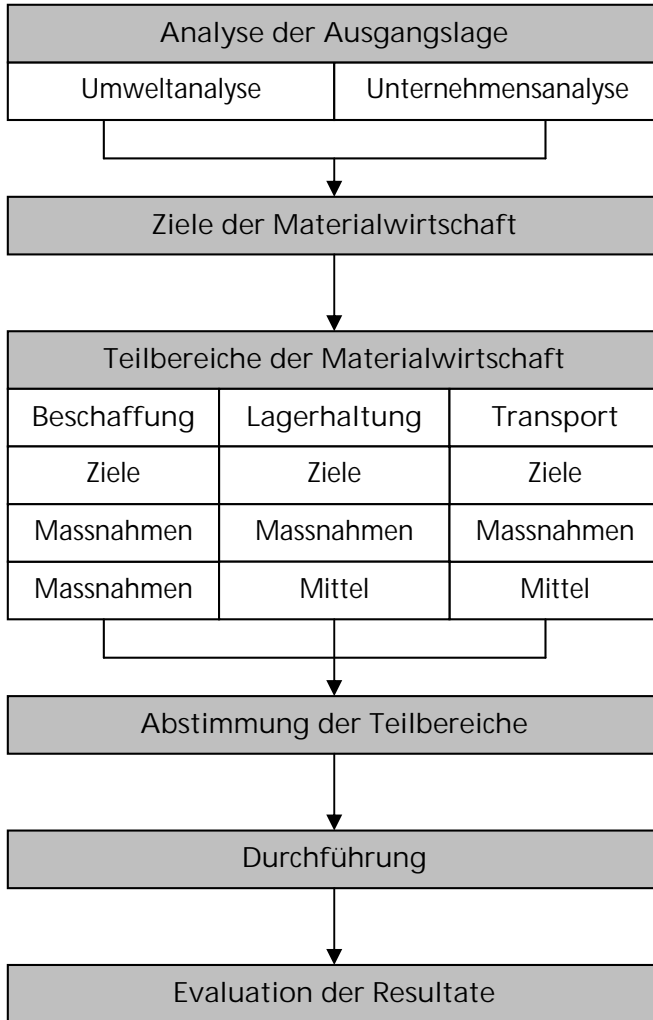 Analyse der Ausgangslage
Umweltanalyse Unternehmensanalyse
Ziele der Materialwirtschaft
Teilbereiche der Materialwirtschaft
Beschaffung Lagerhaltung Transport
Ziele Ziele Ziele
Massnahmen Massnahmen Massnahmen
Massnahmen Mittel Mittel
Abstimmung der Teilbereiche
Durchführung
Evaluation der Resultate